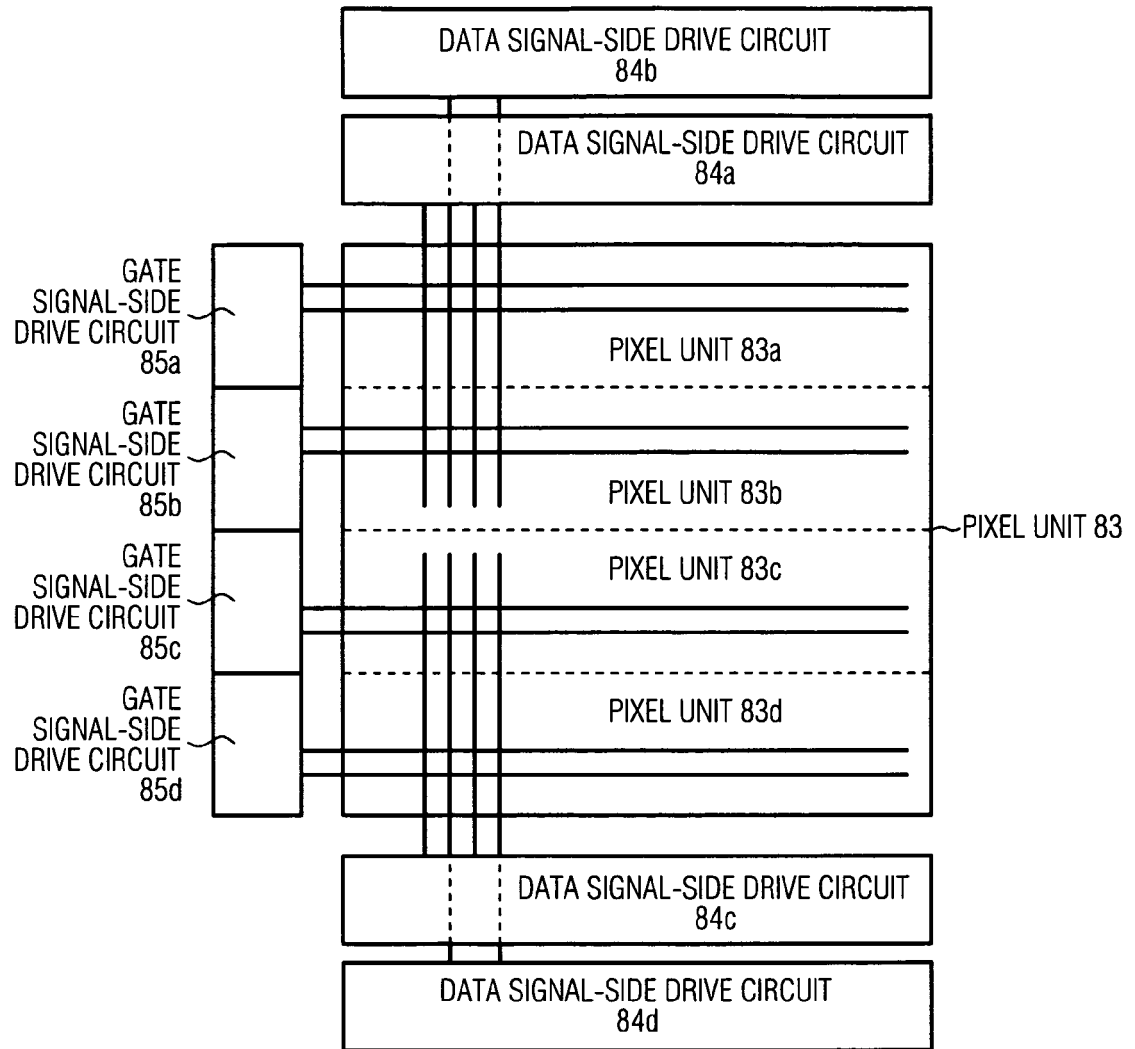 DATA SIGNAL-SIDE DRIVE CIRCUIT
84b
DATA SIGNAL-SIDE DRIVE CIRCUIT
84a
GATE
SIGNAL-SIDE
DRIVE CIRCUIT
85a
PIXEL UNIT 83a
GATE
SIGNAL-SIDE
DRIVE CIRCUIT
85b
PIXEL UNIT 83b
PIXEL UNIT 83
GATE
SIGNAL-SIDE
DRIVE CIRCUIT
85c
PIXEL UNIT 83c
GATE
SIGNAL-SIDE
DRIVE CIRCUIT
85d
PIXEL UNIT 83d
DATA SIGNAL-SIDE DRIVE CIRCUIT
84c
DATA SIGNAL-SIDE DRIVE CIRCUIT
84d